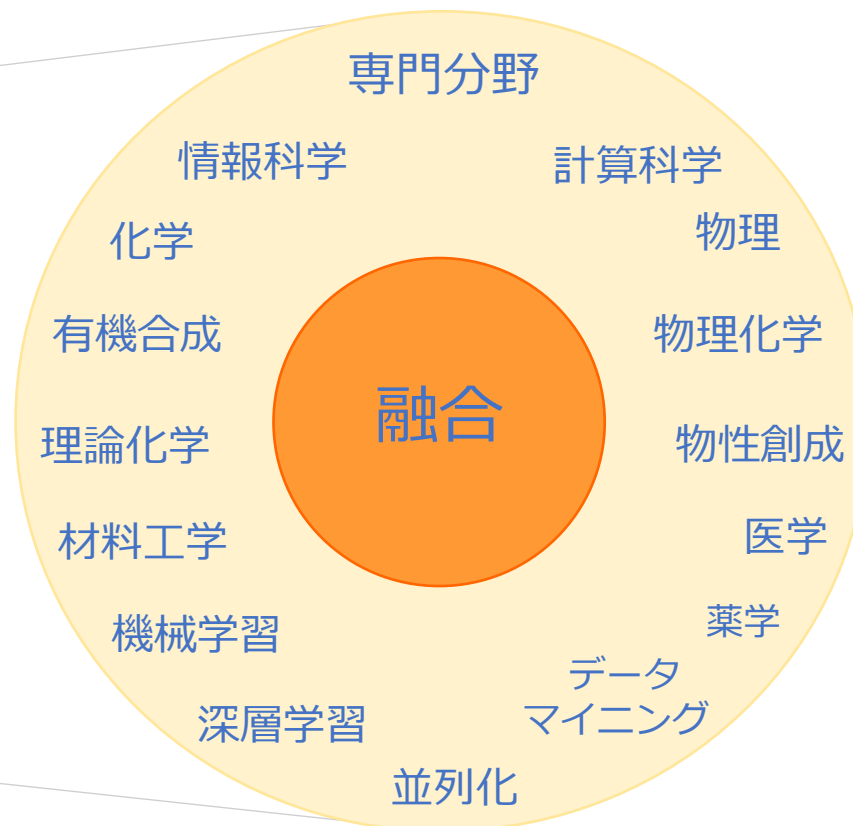 専門分野
情報科学
計算科学
化学
物理
有機合成
物理化学
融合
理論化学
物性創成
材料工学
医学
機械学習
薬学
データ
マイニング
深層学習
並列化